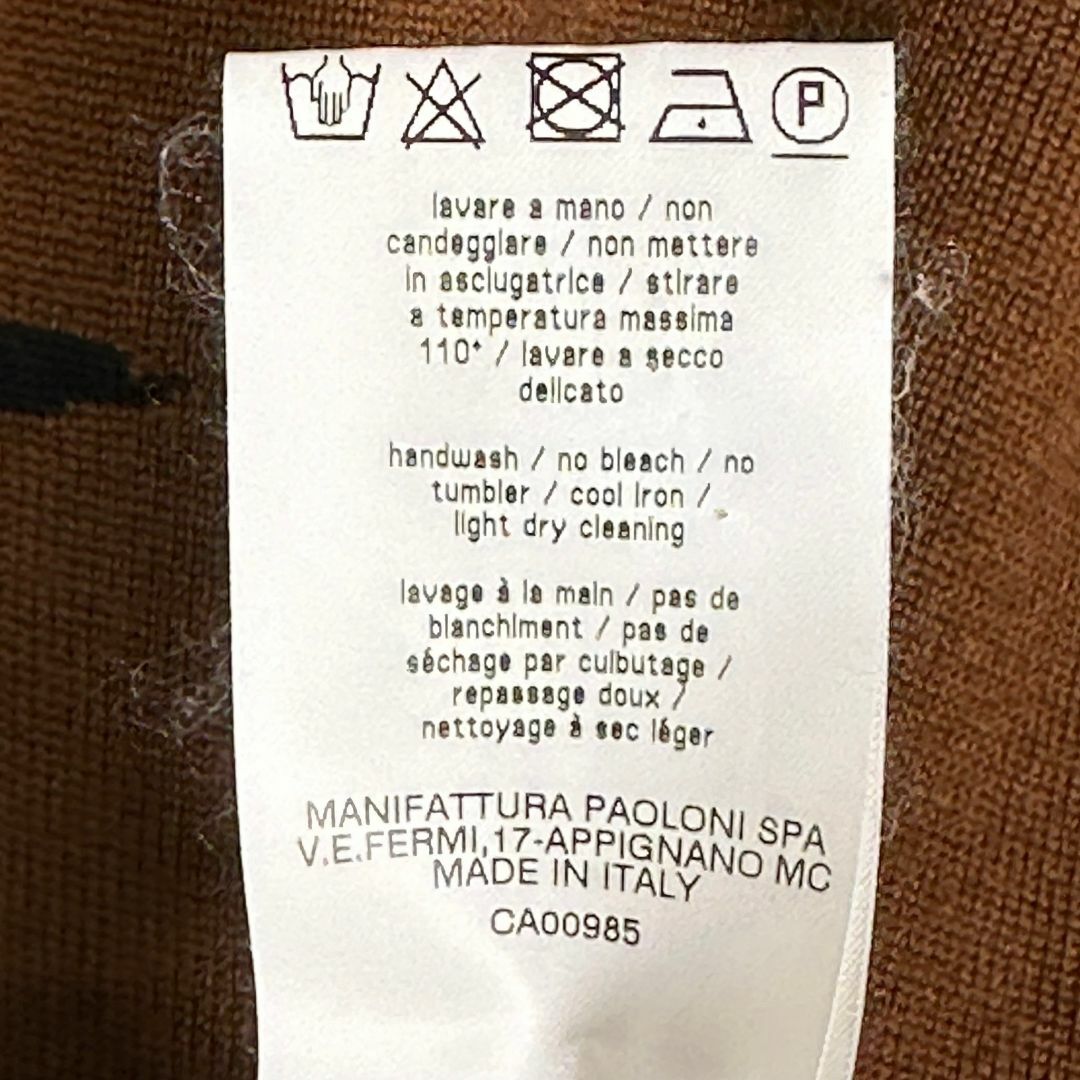 P
lavare a mano / non
candeggiare / non mettere
in asciugatrice / stirare
a temperatura massima
110° / lavare a secco
delicato
handwash / no bleach / no
tumbler / cool iron /
light dry cleaning
lavage à la main / pas de
blanchiment / pas de
séchage par culbutage /
repassage doux /
nettoyage à sec léger
MANIFATTURA PAOLONI SPA
V.E.FERMI,17-APPIGNANO MC
MADE IN ITALY
CA00985